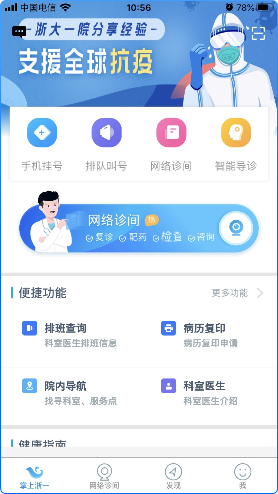 中国电信 10:56 78%
浙大一院分享经验
支援全球抗疫
手机挂号 排队叫号 网络诊间 智能导诊
网络诊间 热
复诊 配药 检查 咨询
便捷功能 更多功能
排班查询 病历复印
科室医生排班信息 病历复印申请
院内导航 科室医生
找寻科室、服务点 科室医生介绍
健康指南
掌上浙一 网络诊间 发现 我